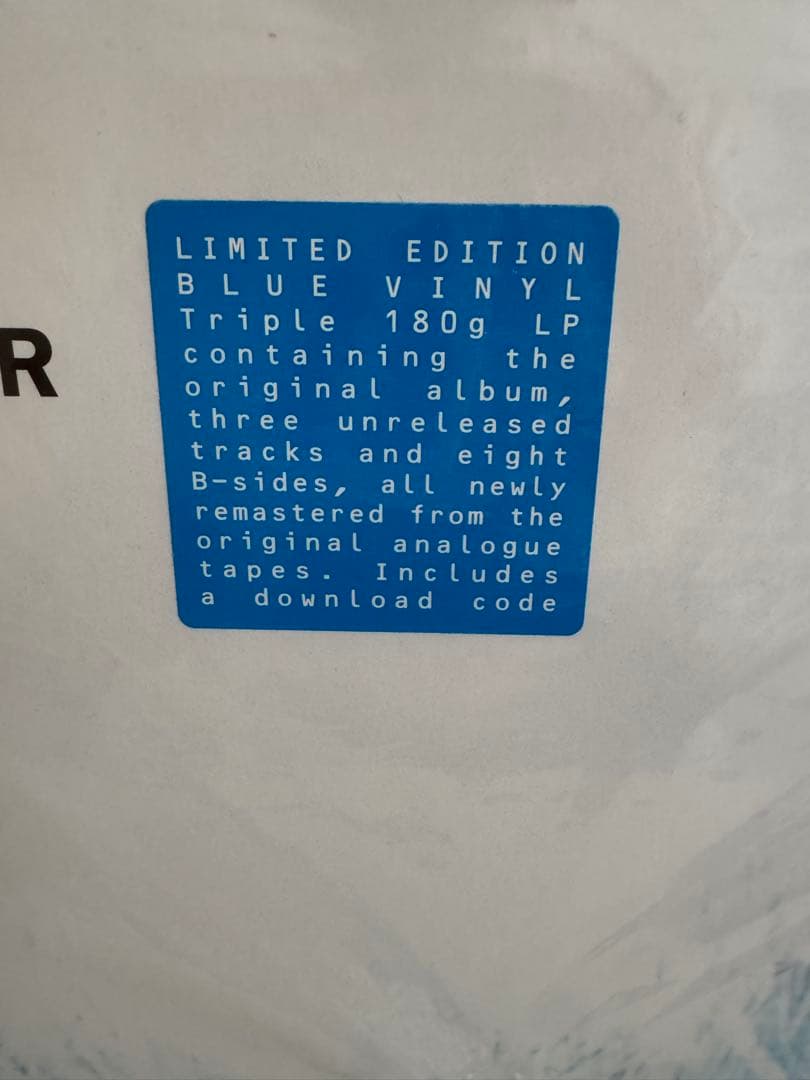 LIMITED EDITION
BLUE VINYL
Triple 180g LP
containing the
original album,
three unreleased
tracks and eight
B-sides, all newly
remastered from the
original analogue
tapes. Includes
a download code
R